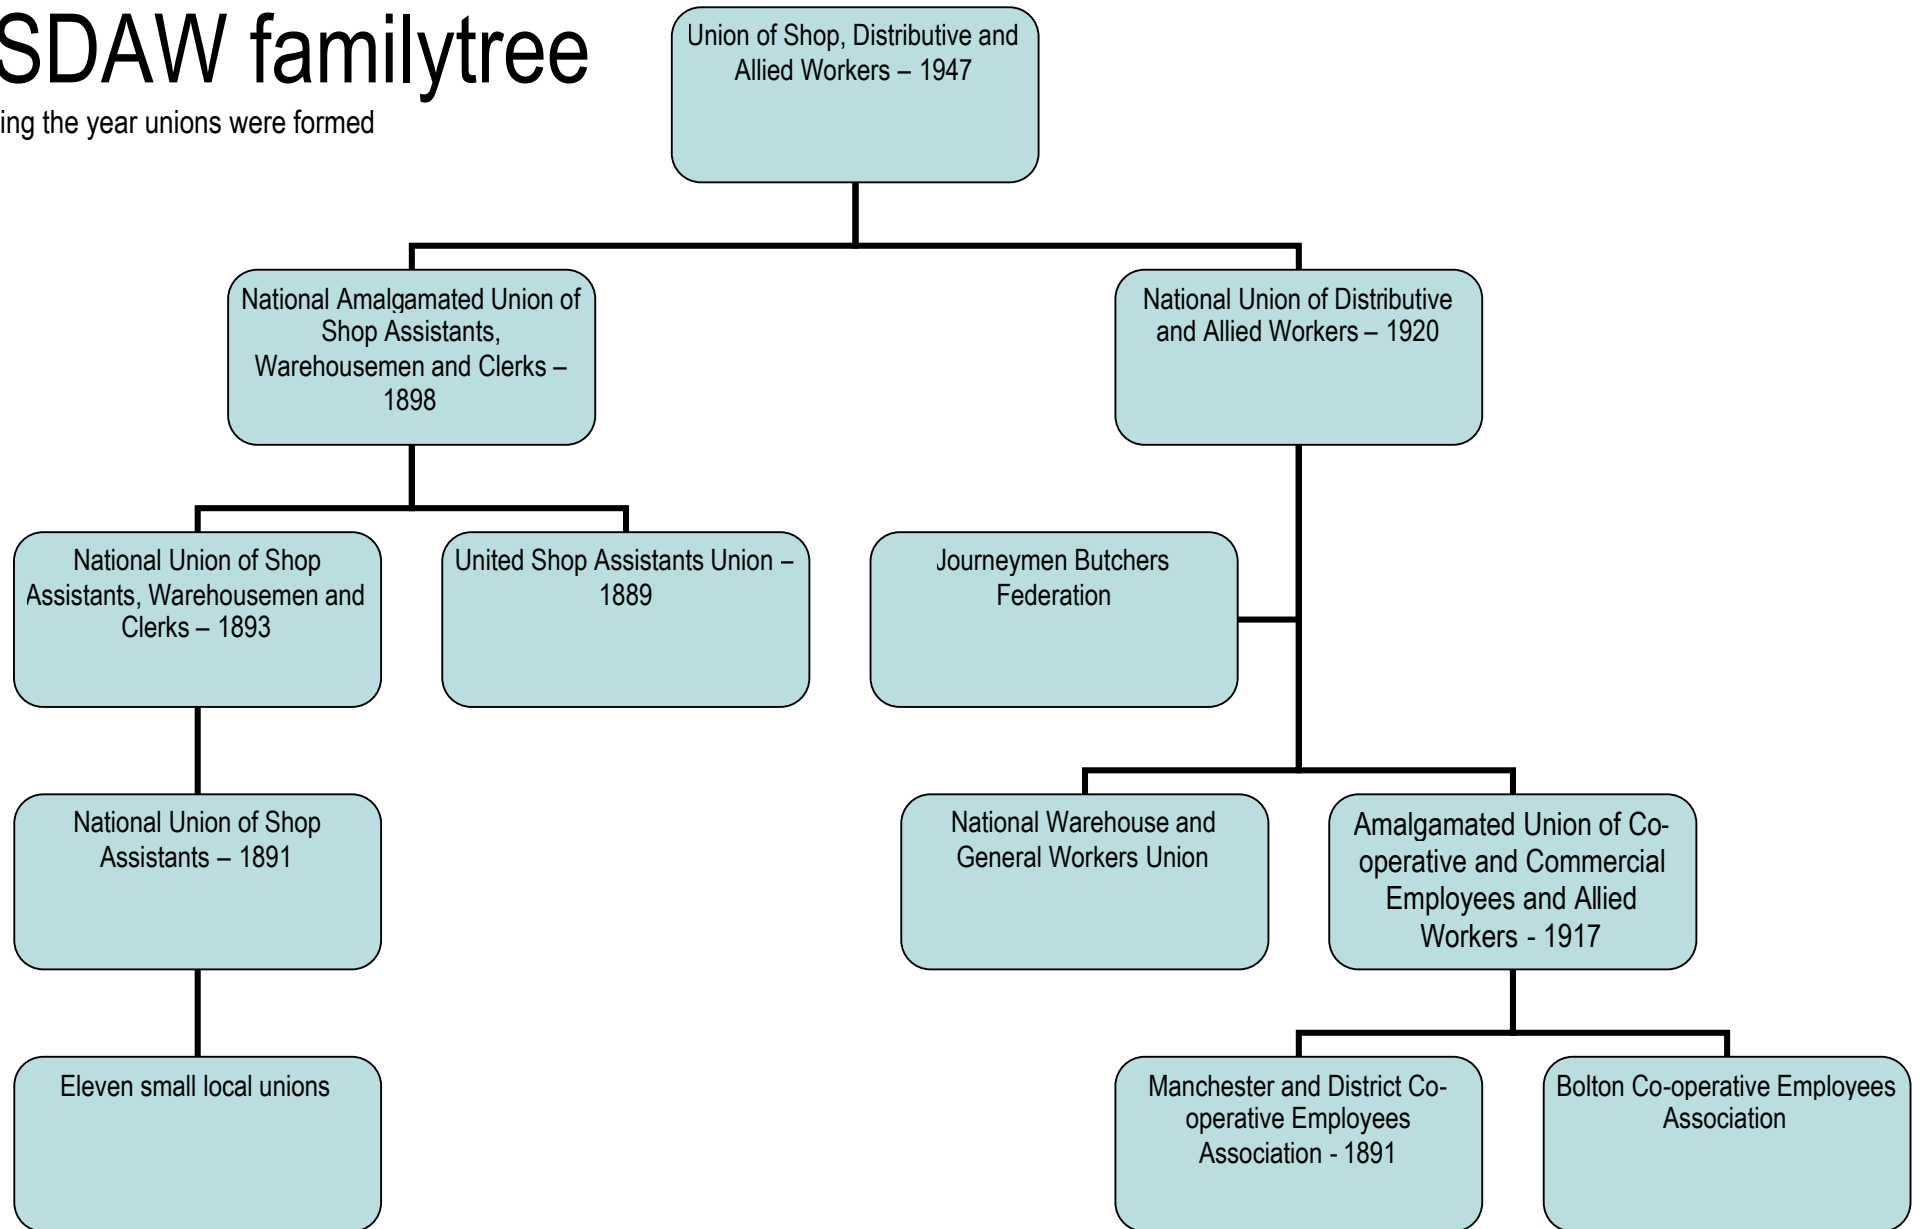 SDAW familytree
ing the year unions were formed
Union of Shop, Distributive and
Allied Workers – 1947
National Amalgamated Union of
Shop Assistants,
Warehousemen and Clerks –
1898
National Union of Distributive
and Allied Workers – 1920
National Union of Shop
Assistants, Warehousemen and
Clerks – 1893
United Shop Assistants Union –
1889
Journeymen Butchers
Federation
National Union of Shop
Assistants – 1891
National Warehouse and
General Workers Union
Amalgamated Union of Co-
operative and Commercial
Employees and Allied
Workers - 1917
Eleven small local unions
Manchester and District Co-
operative Employees
Association - 1891
Bolton Co-operative Employees
Association